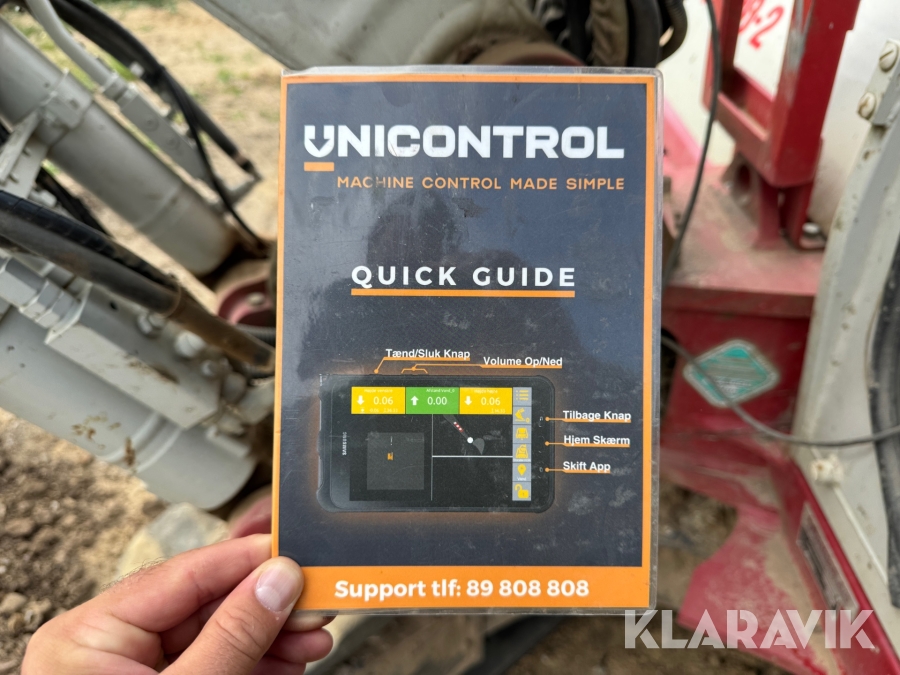 UNICONTROL
MACHINE CONTROL MADE SIMPLE
QUICK GUIDE
Tænd/Sluk Knap
Volume Op/Ned
0.06
0.00
0.06
SAMSUNG
Tilbage Knap
Hjem Skærm
Skift App
Support tlf: 89 808 808
KLARAVIK